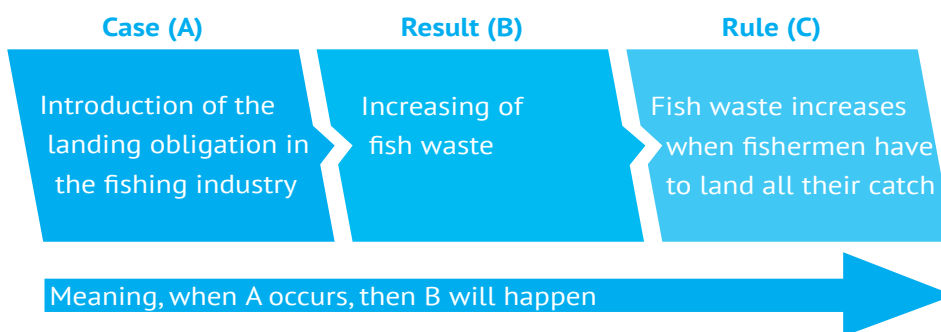 Case (A)
Result (B)
Rule (C)
Introduction of the
landing obligation in
the fishing industry
Increasing of
fish waste
Fish waste increases
when fishermen have
to land all their catch
Meaning, when A occurs, then B will happen